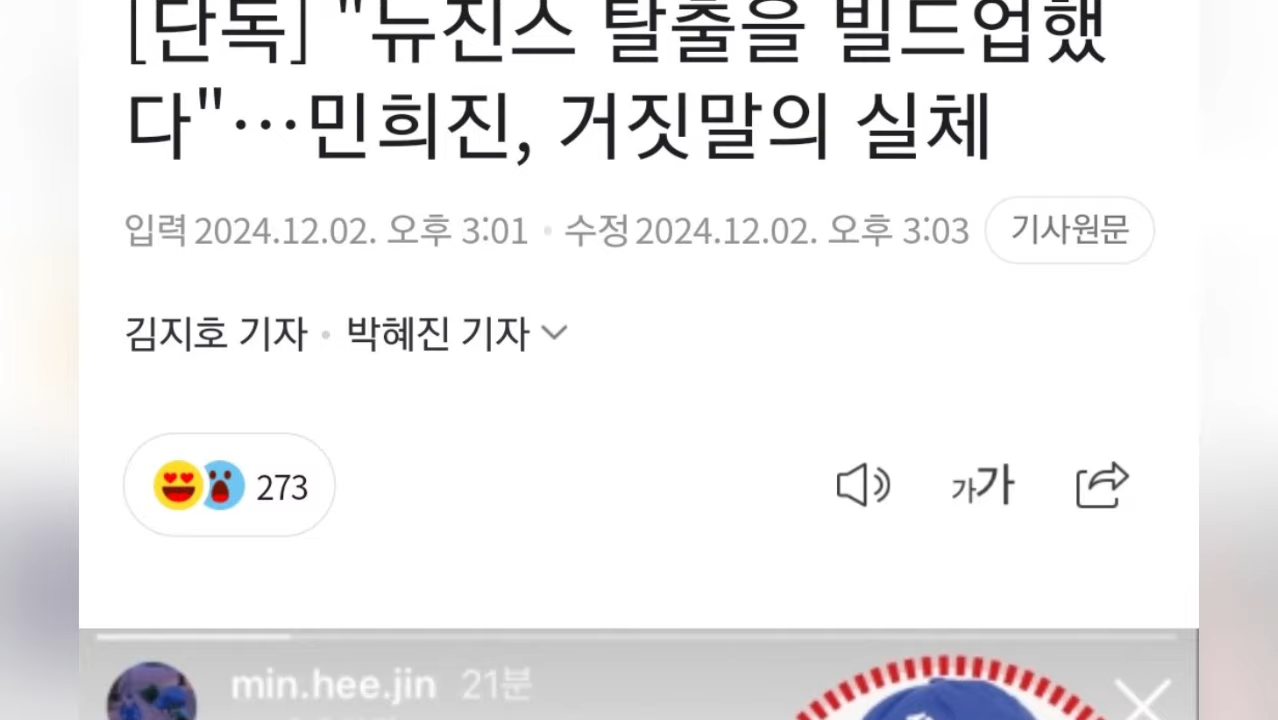 [단독] "뉴진스 탈출을 빌드업했
다"…민희진, 거짓말의 실체
입력 2024.12.02. 오후 3:01 · 수정 2024.12.02. 오후 3:03 기사원문
김지호 기자 · 박혜진 기자
273 가가
min.hee.jin 21분